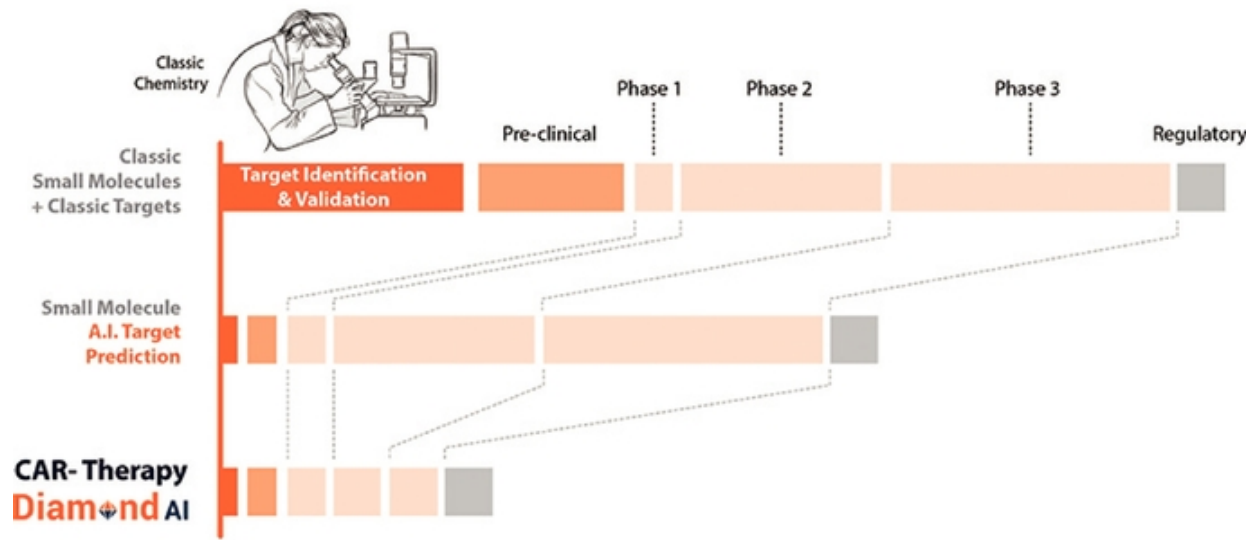 Classic
Chemistry
Phase 1
Phase 2
Phase 3
Pre-clinical
Regulatory
Classic
Small Molecules
+ Classic Targets
Target Identification
& Validation
Small Molecule
A.I. Target
Prediction
CAR- Therapy
Diamond AI